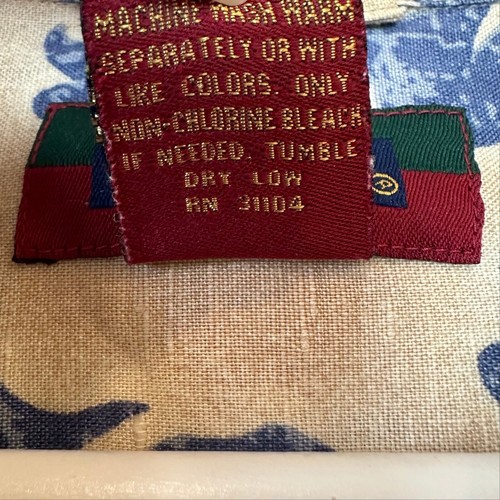 MACHINE WASH WARM
SEPARATELY OR WITH
LIKE COLORS. ONLY
NON-CHLORINE BLEACH
IF NEEDED. TUMBLE
DRY LOW
RN 31104
®